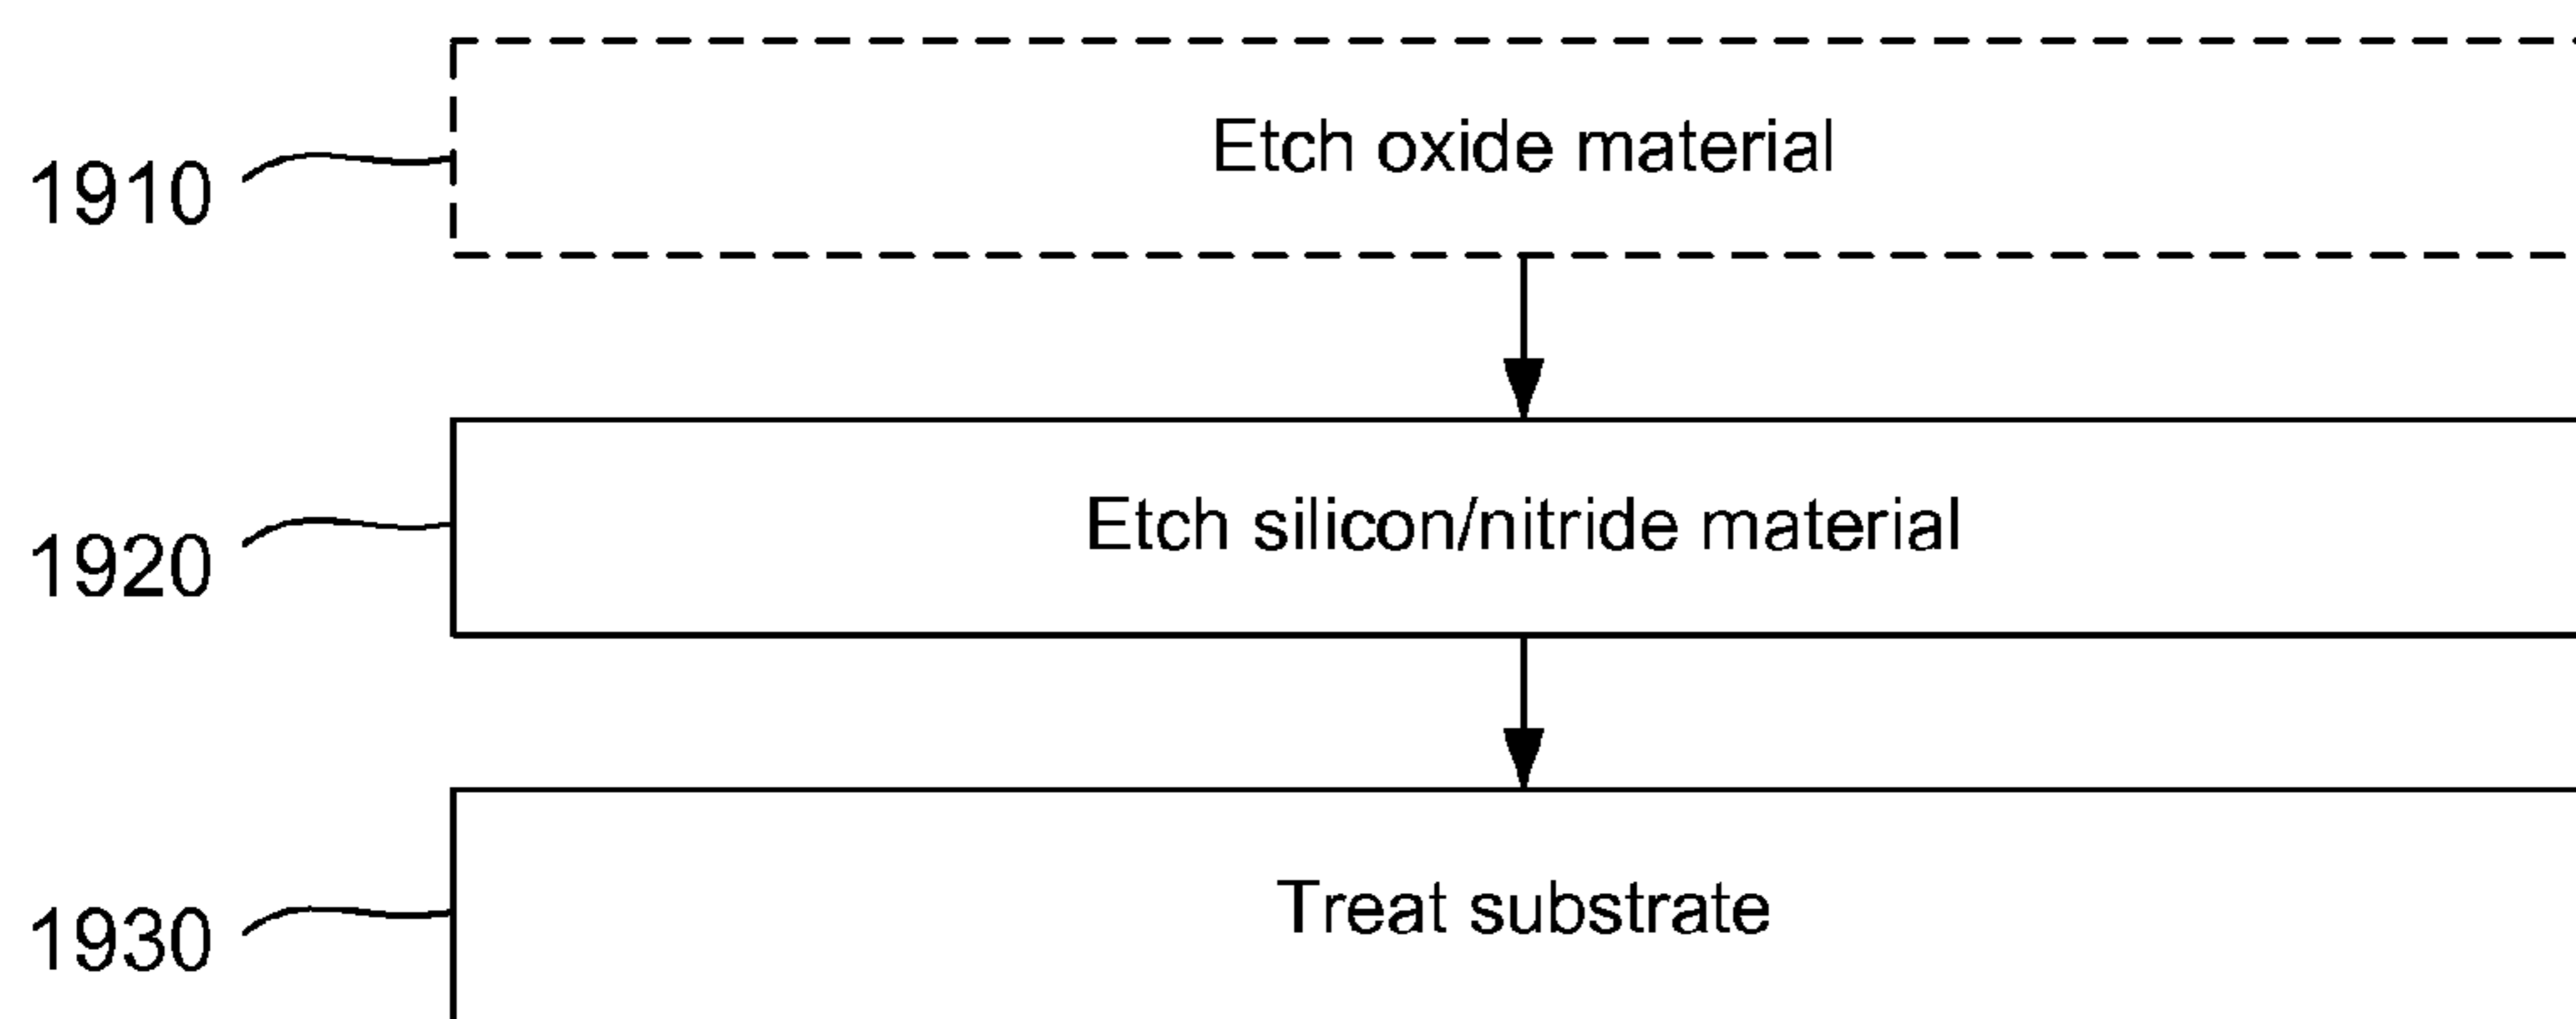 Etch oxide material
1910
Etch silicon/nitride material
1920
Treat substrate
1930